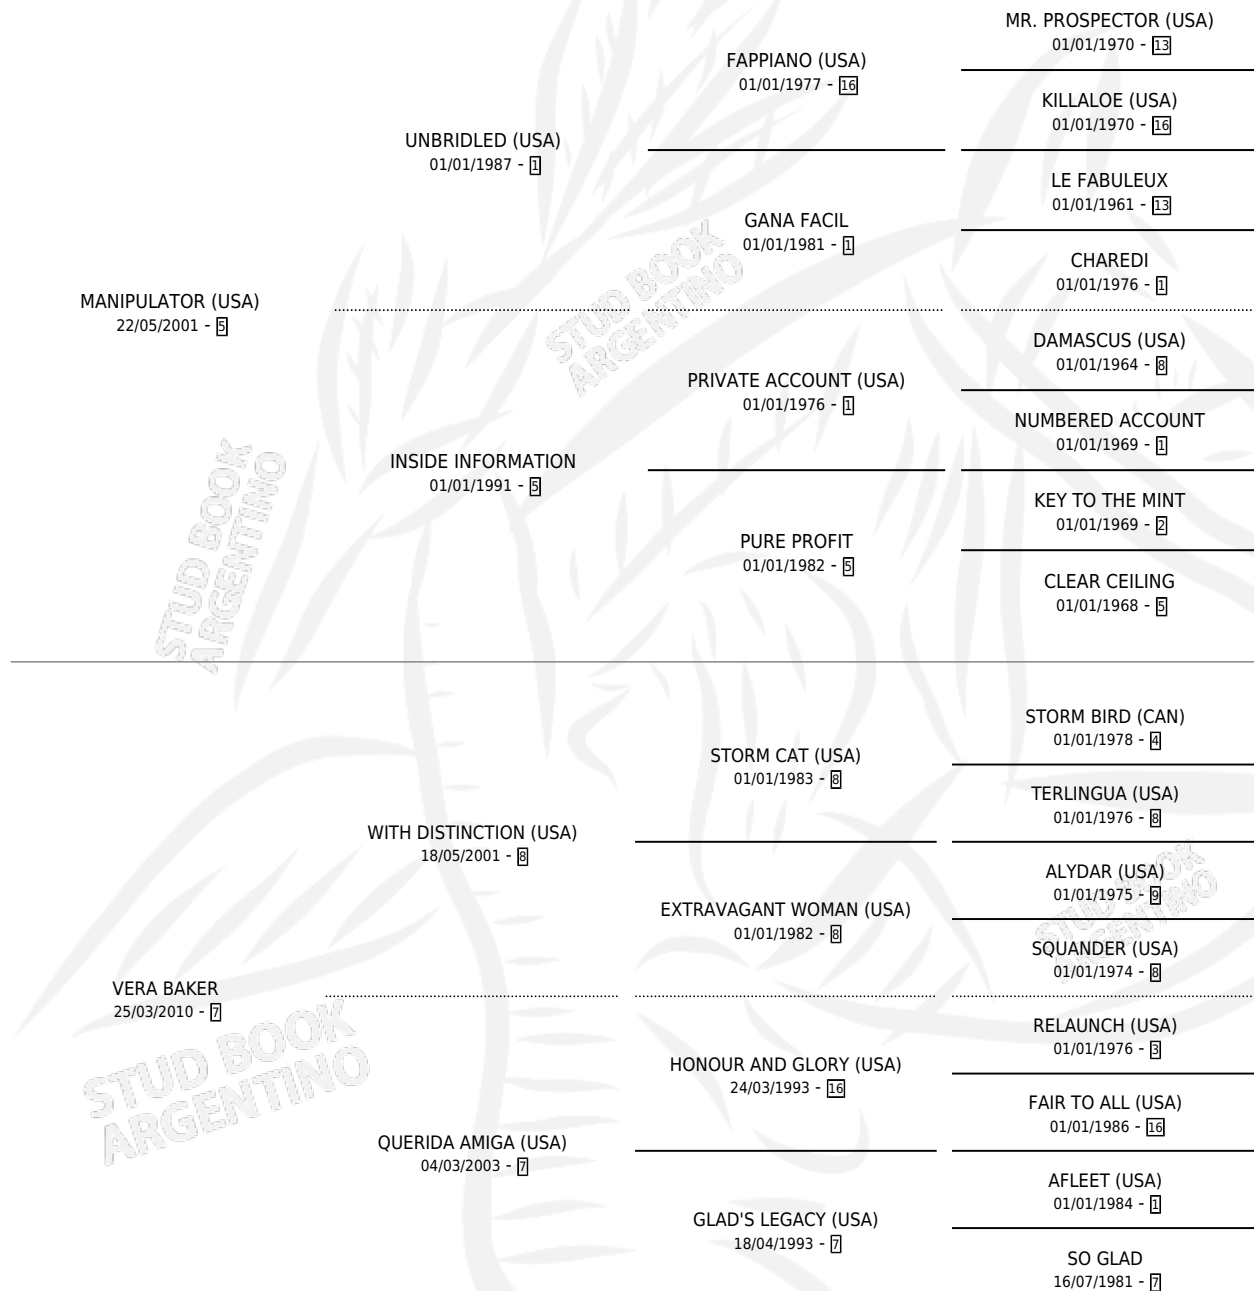 MR. PROSPECTOR (USA)
01/01/1970 - 13
FAPPIANO (USA)
01/01/1977 - 16
KILLALOE (USA)
01/01/1970 - 16
UNBRIDLED (USA)
01/01/1987 - 1
LE FABULEUX
01/01/1961 - 13
GANA FACIL
01/01/1981 - 1
CHAREDI
01/01/1976 - 1
MANIPULATOR (USA)
22/05/2001 - 5
STUD BOOK
ARGENTINO
DAMASCUS (USA)
01/01/1964 - 8
PRIVATE ACCOUNT (USA)
01/01/1976 - 1
NUMBERED ACCOUNT
01/01/1969 - 1
INSIDE INFORMATION
01/01/1991 - 5
KEY TO THE MINT
01/01/1969 - 2
PURE PROFIT
01/01/1982 - 5
CLEAR CEILING
01/01/1968 - 5
STUD BOOK
ARGENTINO
STORM BIRD (CAN)
01/01/1978 - 4
STORM CAT (USA)
01/01/1983 - 8
TERLINGUA (USA)
01/01/1976 - 8
WITH DISTINCTION (USA)
18/05/2001 - 8
ALYDAR (USA)
01/01/1975 - 9
EXTRAVAGANT WOMAN (USA)
01/01/1982 - 8
SQUANDER (USA)
01/01/1974 - 8
STUD BOOK
ARGENTINO
VERA BAKER
25/03/2010 - 7
RELAUNCH (USA)
01/01/1976 - 3
HONOUR AND GLORY (USA)
24/03/1993 - 16
FAIR TO ALL (USA)
01/01/1986 - 16
STUD BOOK
ARGENTINO
QUERIDA AMIGA (USA)
04/03/2003 - 7
AFLEET (USA)
01/01/1984 - 1
GLAD'S LEGACY (USA)
18/04/1993 - 7
SO GLAD
16/07/1981 - 7